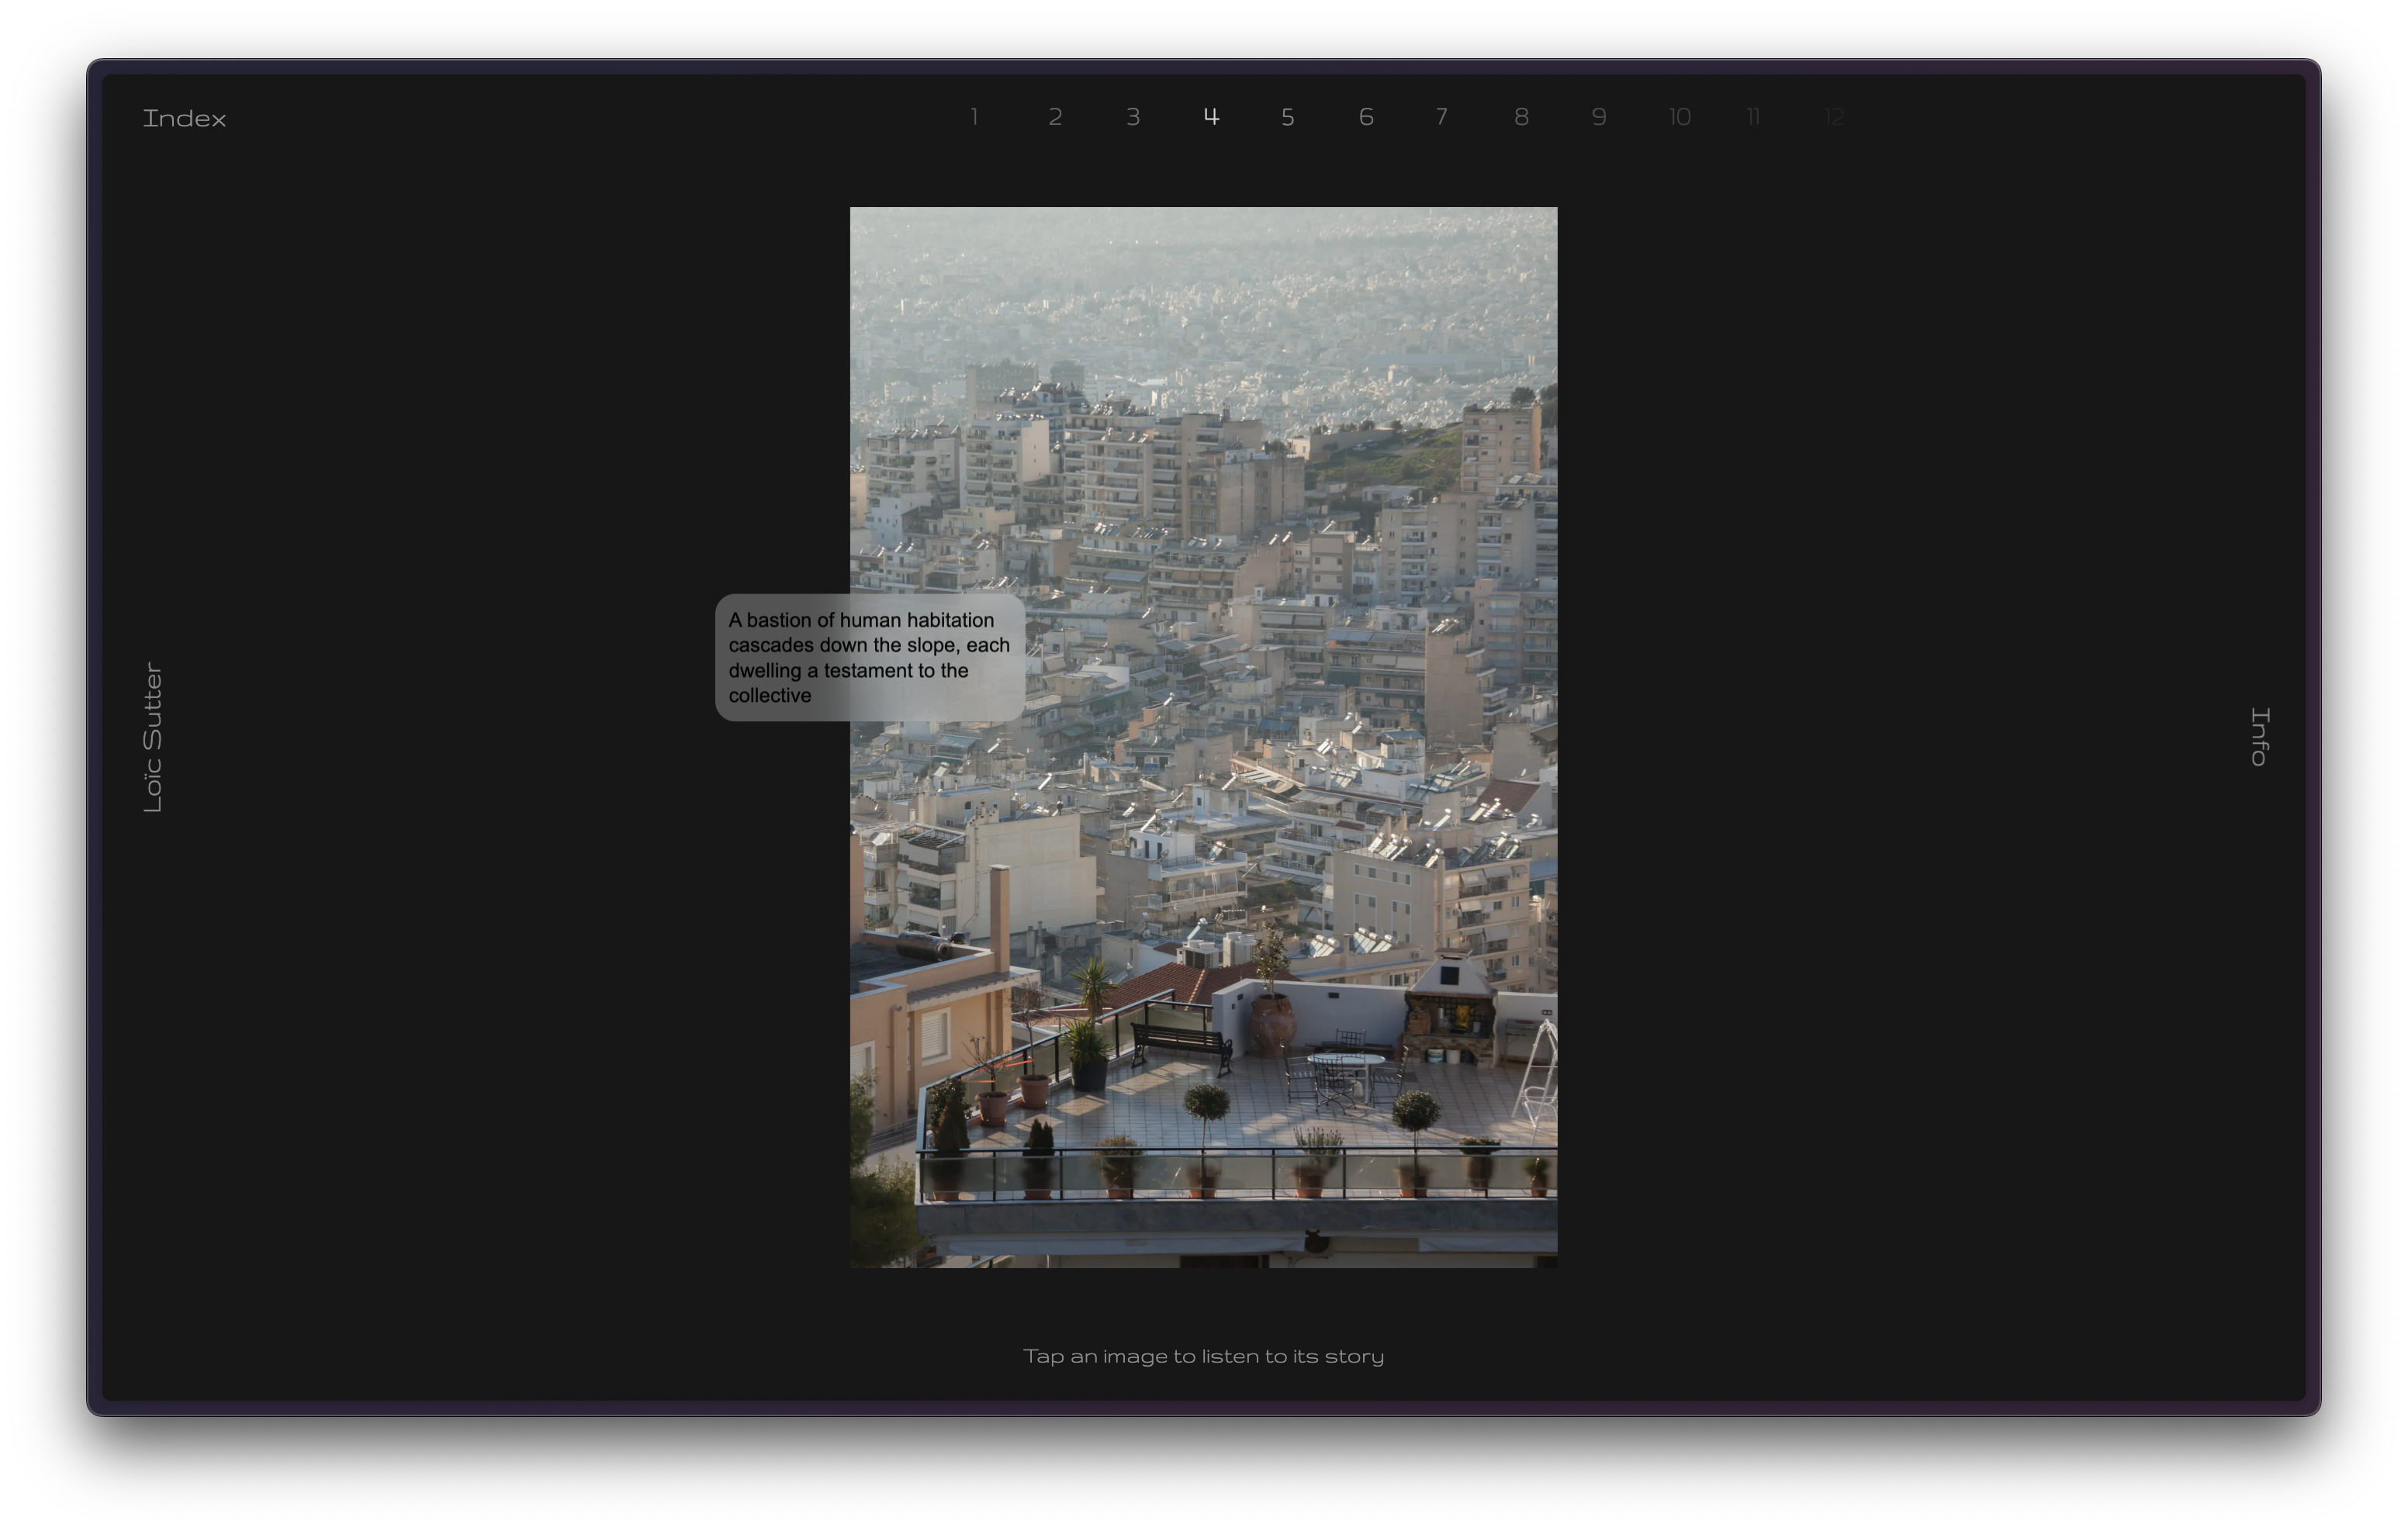 Index
1 2 3 4 5 6 7 8 9 10 11 12
A bastion of human habitation
cascades down the slope, each
dwelling a testament to the
collective
Loïc Sutter
Info
Tap an image to listen to its story